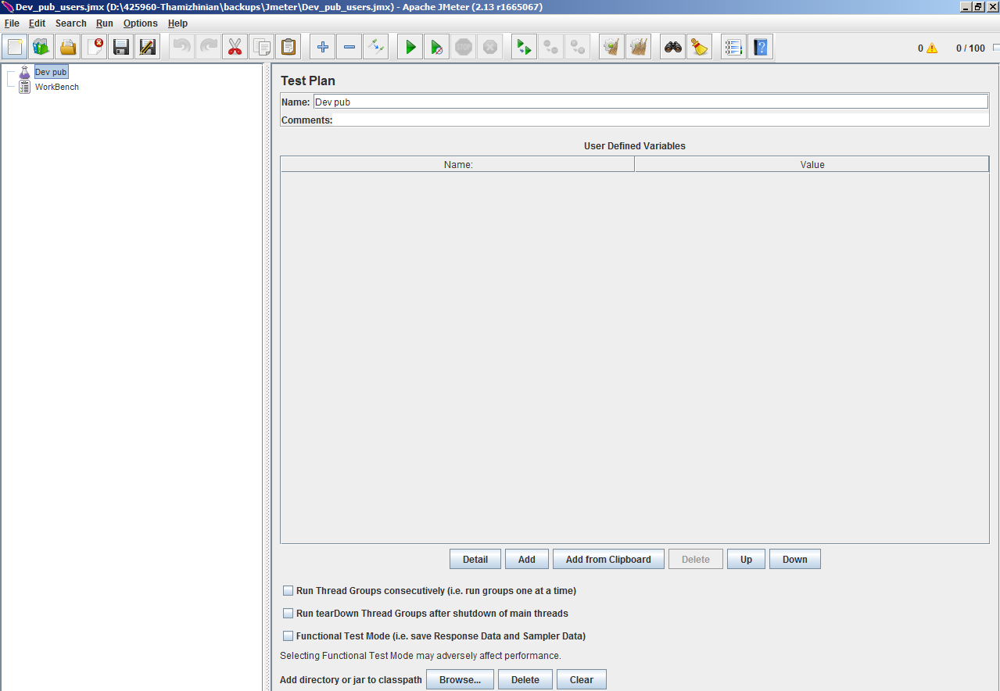 Dev_pub_users.jmx (D:\425960-Thamizhinian\backups\Jmeter\Dev_pub_users.jmx) - Apache JMeter (2.13 r1665067)
File Edit Search Run Options Help
STOP 0 0 / 100
Dev pub
WorkBench
Test Plan
Name: Dev pub
Comments:
User Defined Variables
Name: Value
Detail Add Add from Clipboard Delete Up Down
Run Thread Groups consecutively (i.e. run groups one at a time)
Run tearDown Thread Groups after shutdown of main threads
Functional Test Mode (i.e. save Response Data and Sampler Data)
Selecting Functional Test Mode may adversely affect performance.
Add directory or jar to classpath Browse... Delete Clear